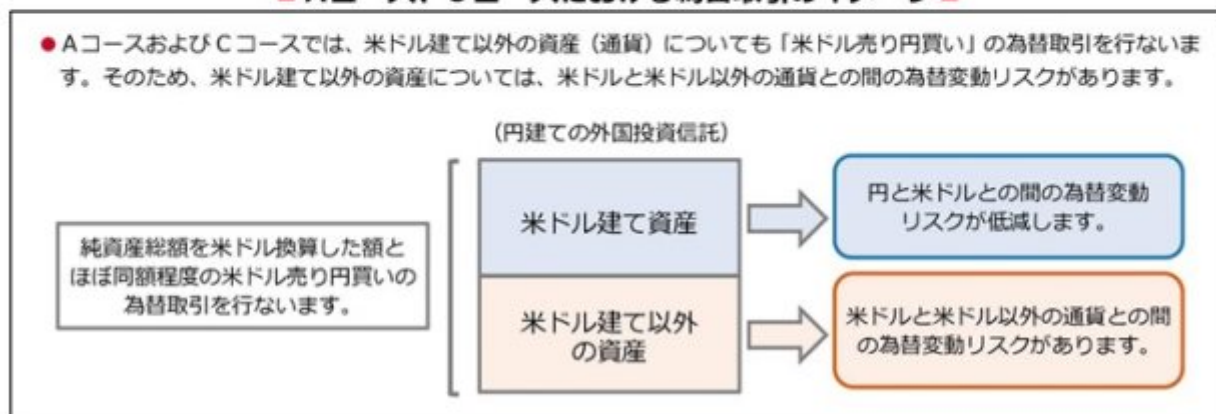 ●AコースおよびCコースでは、米ドル建て以外の資産（通貨）についても「米ドル売り円買い」の為替取引を行ないま
す。そのため、米ドル建て以外の資産については、米ドルと米ドル以外の通貨との間の為替変動リスクがあります。
（円建ての外国投資信託）
純資産総額を米ドル換算した額と
ほぼ同額程度の米ドル売り円買いの
為替取引を行ないます。
米ドル建て資産
円と米ドルとの間の為替変動
リスクが低減します。
米ドル建て以外
の資産
米ドルと米ドル以外の通貨との間
の為替変動リスクがあります。